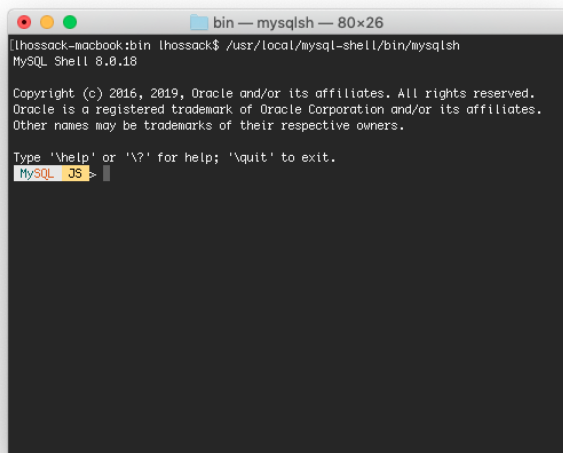 bin — mysqlsh — 80×26
[lhossack-macbook:bin lhossack$ /usr/local/mysql-shell/bin/mysqlsh
MySQL Shell 8.0.18
Copyright (c) 2016, 2019, Oracle and/or its affiliates. All rights reserved.
Oracle is a registered trademark of Oracle Corporation and/or its affiliates.
Other names may be trademarks of their respective owners.
Type '\help' or '\?' for help; '\quit' to exit.
MySQL JS >